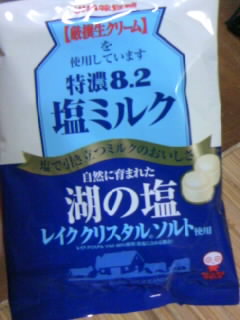 【厳撰生クリーム】
を
使用しています
特濃8.2
塩ミルク
塩で引き立つミルクのおいしさ
自然に育まれた
湖の塩
レイククリスタル®ソルト使用